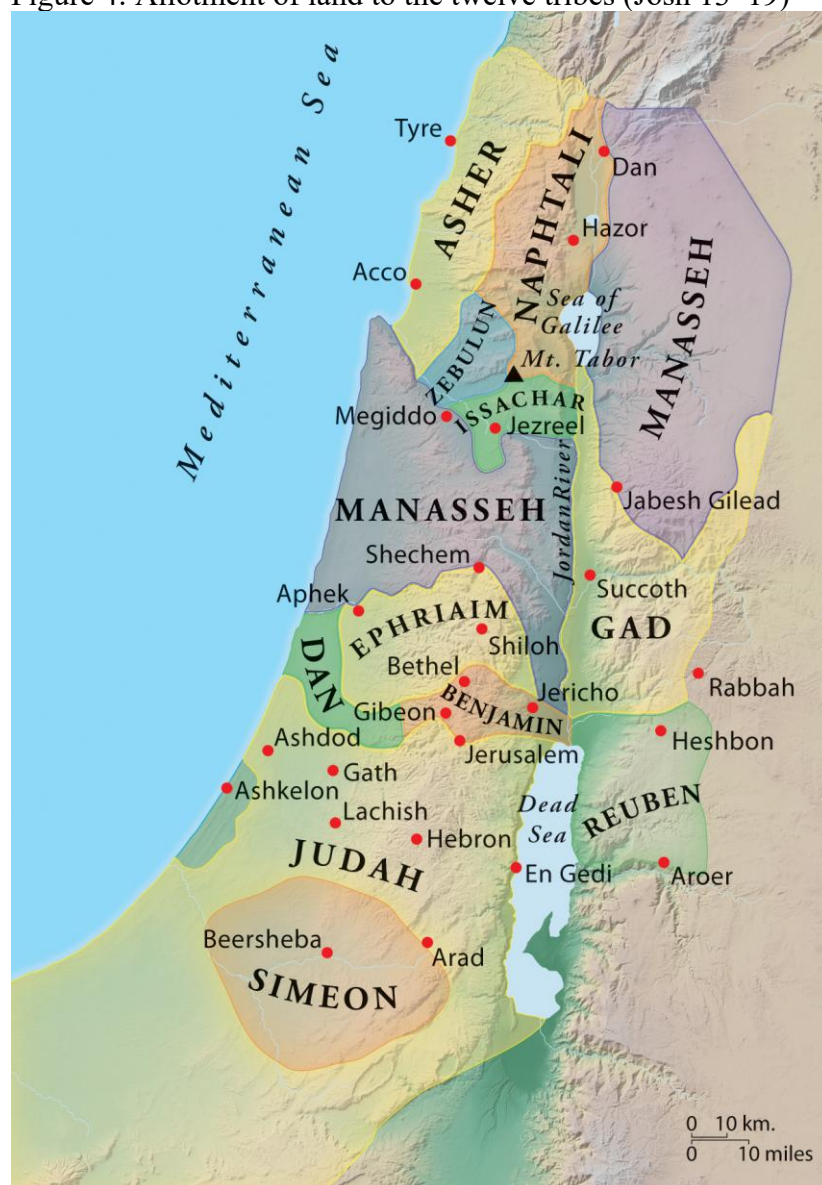 Figure 4: Allotment of land to the twelve tribes (Josh 13–19)
Mediterranean Sea
Tyre
ASHER
NAPHTALI
Dan
Hazor
MANASSEH
Acco
Sea of
Galilee
ZEBULUN
Mt. Tabor
ISSACHAR
Megiddo
Jezreel
Jordan River
MANASSEH
Jabesh Gilead
Shechem
Succoth
Aphek
EPHRIAIM
GAD
Shiloh
DAN
Bethel
Rabbah
BENJAMIN
Jericho
Gibeon
Heshbon
Ashdod
Jerusalem
Gath
Ashkelon
Dead
Sea
REUBEN
Lachish
Hebron
JUDAH
En Gedi
Aroer
Beersheba
Arad
SIMEON
0 10 km.
0 10 miles